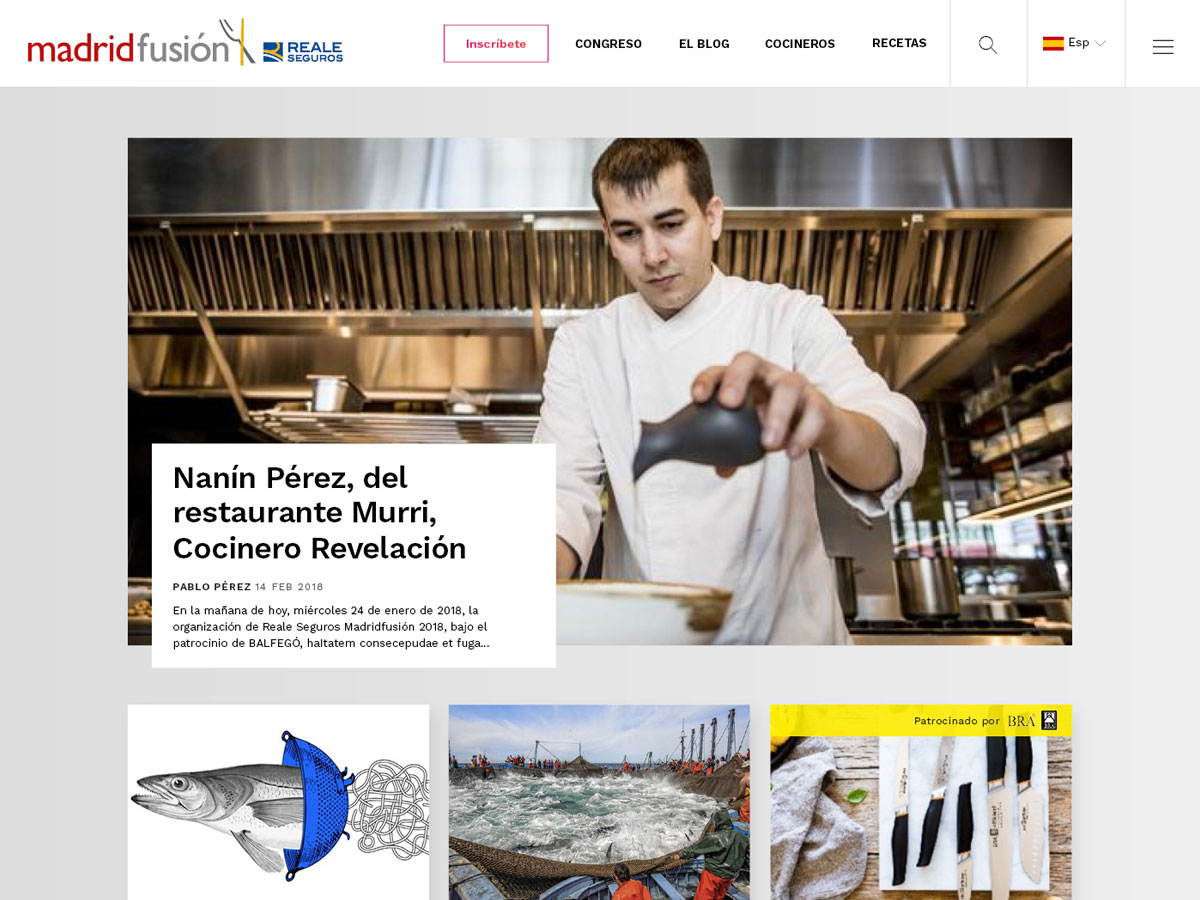 madridfusión
REALE
SEGUROS
Inscríbete
CONGRESO
EL BLOG
COCINEROS
RECETAS
Esp
Nanín Pérez, del
restaurante Murri,
Cocinero Revelación
PABLO PÉREZ 14 FEB 2018
En la mañana de hoy, miércoles 24 de enero de 2018, la
organización de Reale Seguros Madridfusión 2018, bajo el
patrocinio de BALFEGÓ, haltatem consecepudae et fuga...
Patrocinado por BRA